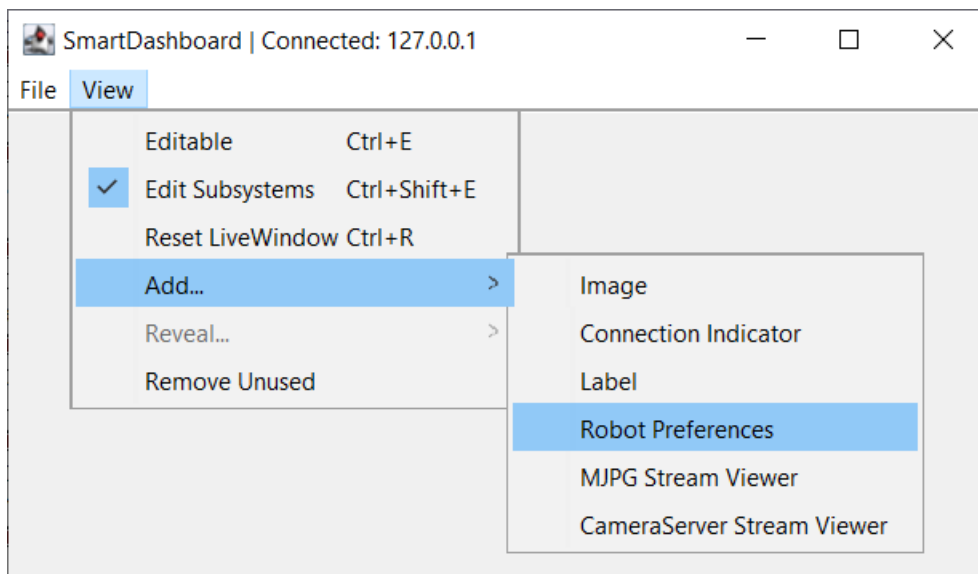 SmartDashboard | Connected: 127.0.0.1
File View
Editable Ctrl+E
Edit Subsystems Ctrl+Shift+E
Reset LiveWindow Ctrl+R
Add... >
Reveal... >
Remove Unused
Image
Connection Indicator
Label
Robot Preferences
MJPG Stream Viewer
CameraServer Stream Viewer